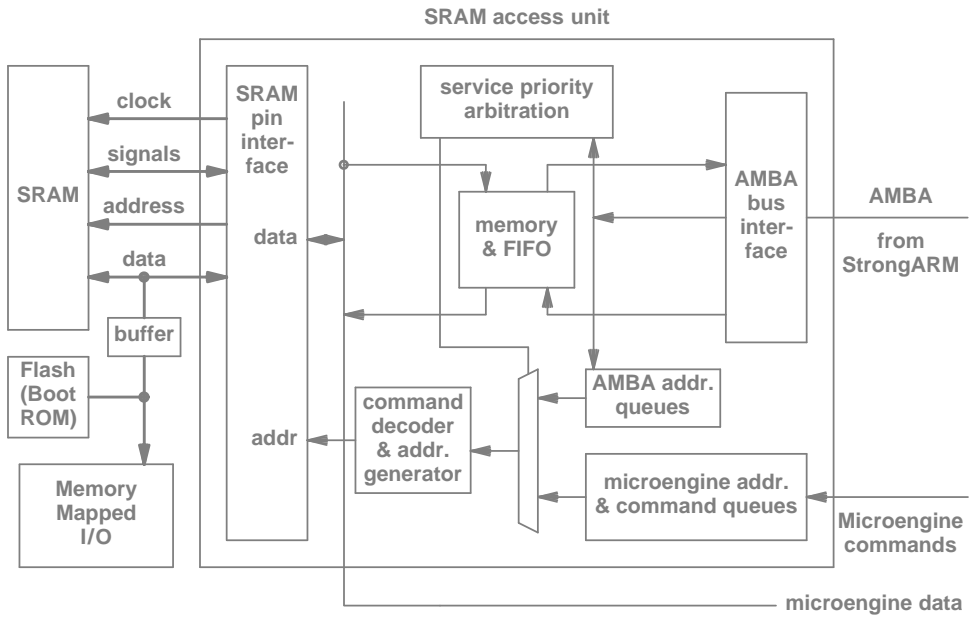 SRAM access unit
SRAM
clock
signals
address
data
buffer
Flash
(Boot
ROM)
Memory
Mapped
I/O
SRAM
pin
inter-
face
data
addr
service priority
arbitration
memory
& FIFO
command
decoder
& addr.
generator
AMBA addr.
queues
microengine addr.
& command queues
AMBA
bus
inter-
face
AMBA
from
StrongARM
Microengine
commands
microengine data